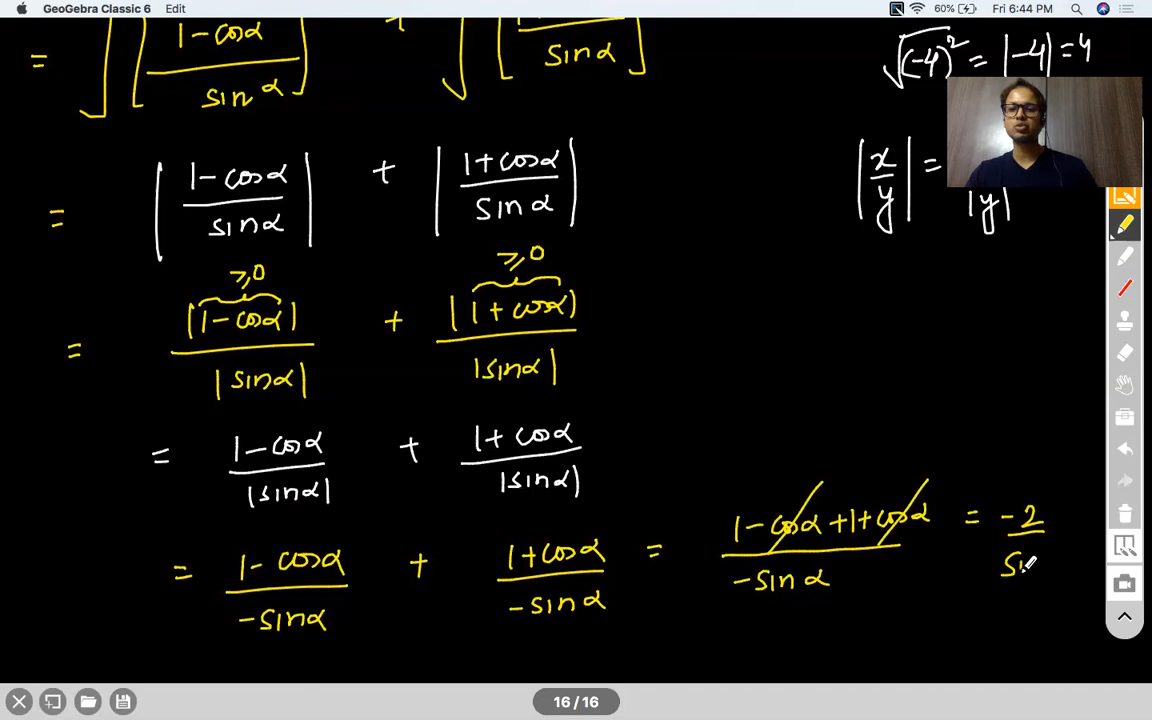 GeoGebra Classic 6 Edit 60% Fri 6:44 PM
= √[1-cosα / sinα] + √[ / sinα]
√(-4)² = |-4| = 4
= |1-cosα / sinα| + |1+cosα / sinα|
|x/y| = / |y|
≥0 ≥0
= |1-cosα| / |sinα| + |1+cosα| / |sinα|
= 1-cosα / |sinα| + 1+cosα / |sinα|
= 1-cosα / -sinα + 1+cosα / -sinα = 1-cosα+1+cosα / -sinα = -2 / si
16 / 16